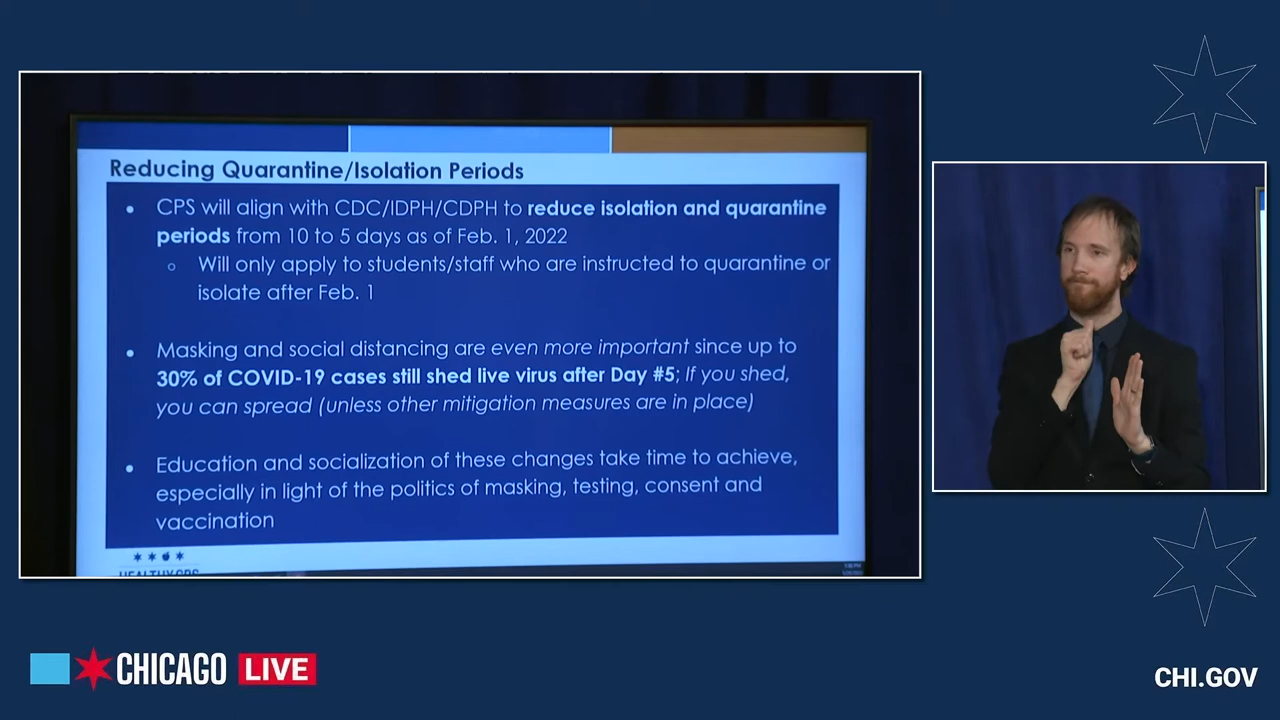 Reducing Quarantine/Isolation Periods
• CPS will align with CDC/IDPH/CDPH to reduce isolation and quarantine
periods from 10 to 5 days as of Feb. 1, 2022
○ Will only apply to students/staff who are instructed to quarantine or
isolate after Feb. 1
• Masking and social distancing are even more important since up to
30% of COVID-19 cases still shed live virus after Day #5; If you shed,
you can spread (unless other mitigation measures are in place)
• Education and socialization of these changes take time to achieve,
especially in light of the politics of masking, testing, consent and
vaccination
HEALTHY CPS
CHICAGO LIVE
CHI.GOV